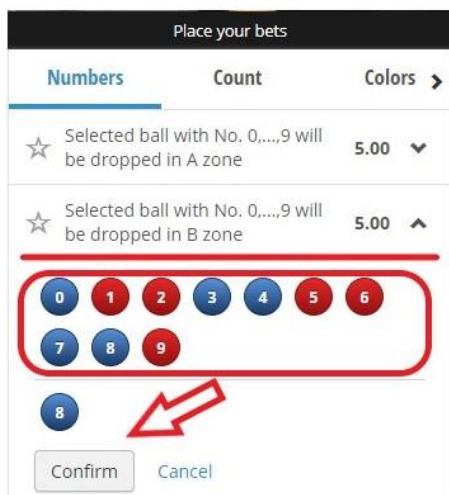 Place your bets
Numbers Count Colors
Selected ball with No. 0,...,9 will 5.00
be dropped in A zone
Selected ball with No. 0,...,9 will 5.00
be dropped in B zone
0 1 2 3 4 5 6
7 8 9
8
Confirm Cancel